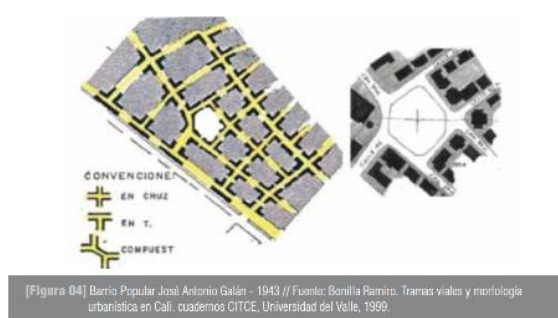 CONVENCIONE:
EN CRUZ
EN T.
COMPUEST
[Figura 04] Barrio Popular José Antonio Galán - 1943 // Fuente: Bonilla Ramiro. Tramas viales y morfología
urbanística en Cali. cuadernos CITCE, Universidad del Valle, 1999.